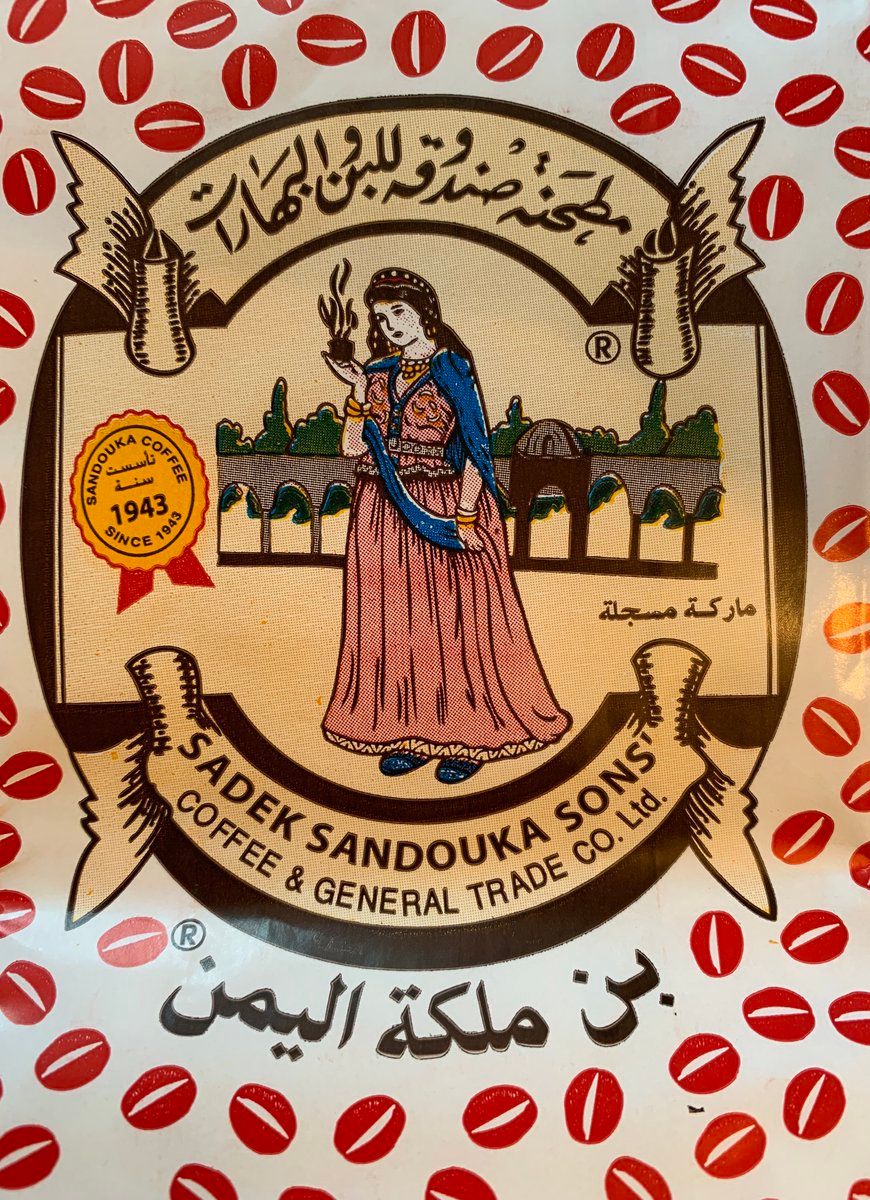 مطحنة صندوقه للبن والبهارات
®
SANDOUKA COFFEE
تأسست
سنة
1943
SINCE 1943
ماركة مسجلة
SADEK SANDOUKA SONS'
COFFEE & GENERAL TRADE CO. Ltd.
®
بن ملكة اليمن